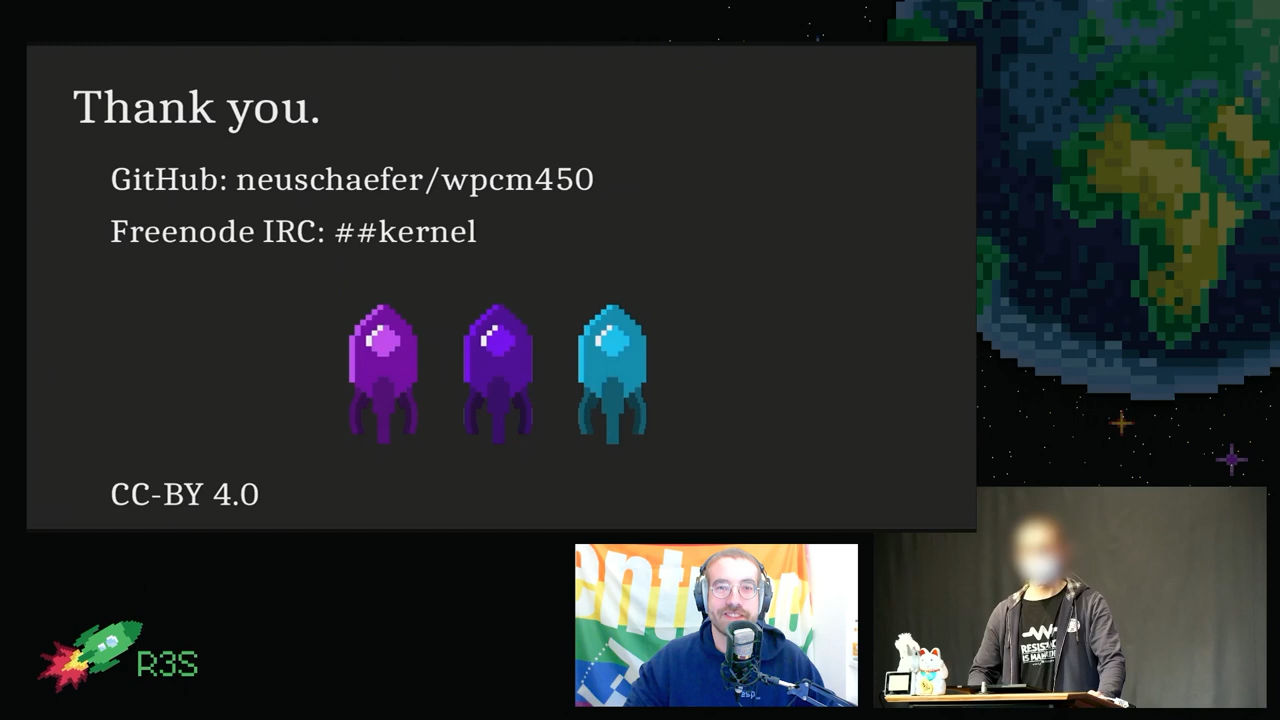 Thank you.
GitHub: neuschaefer/wpcm450
Freenode IRC: ##kernel
CC-BY 4.0
R3S